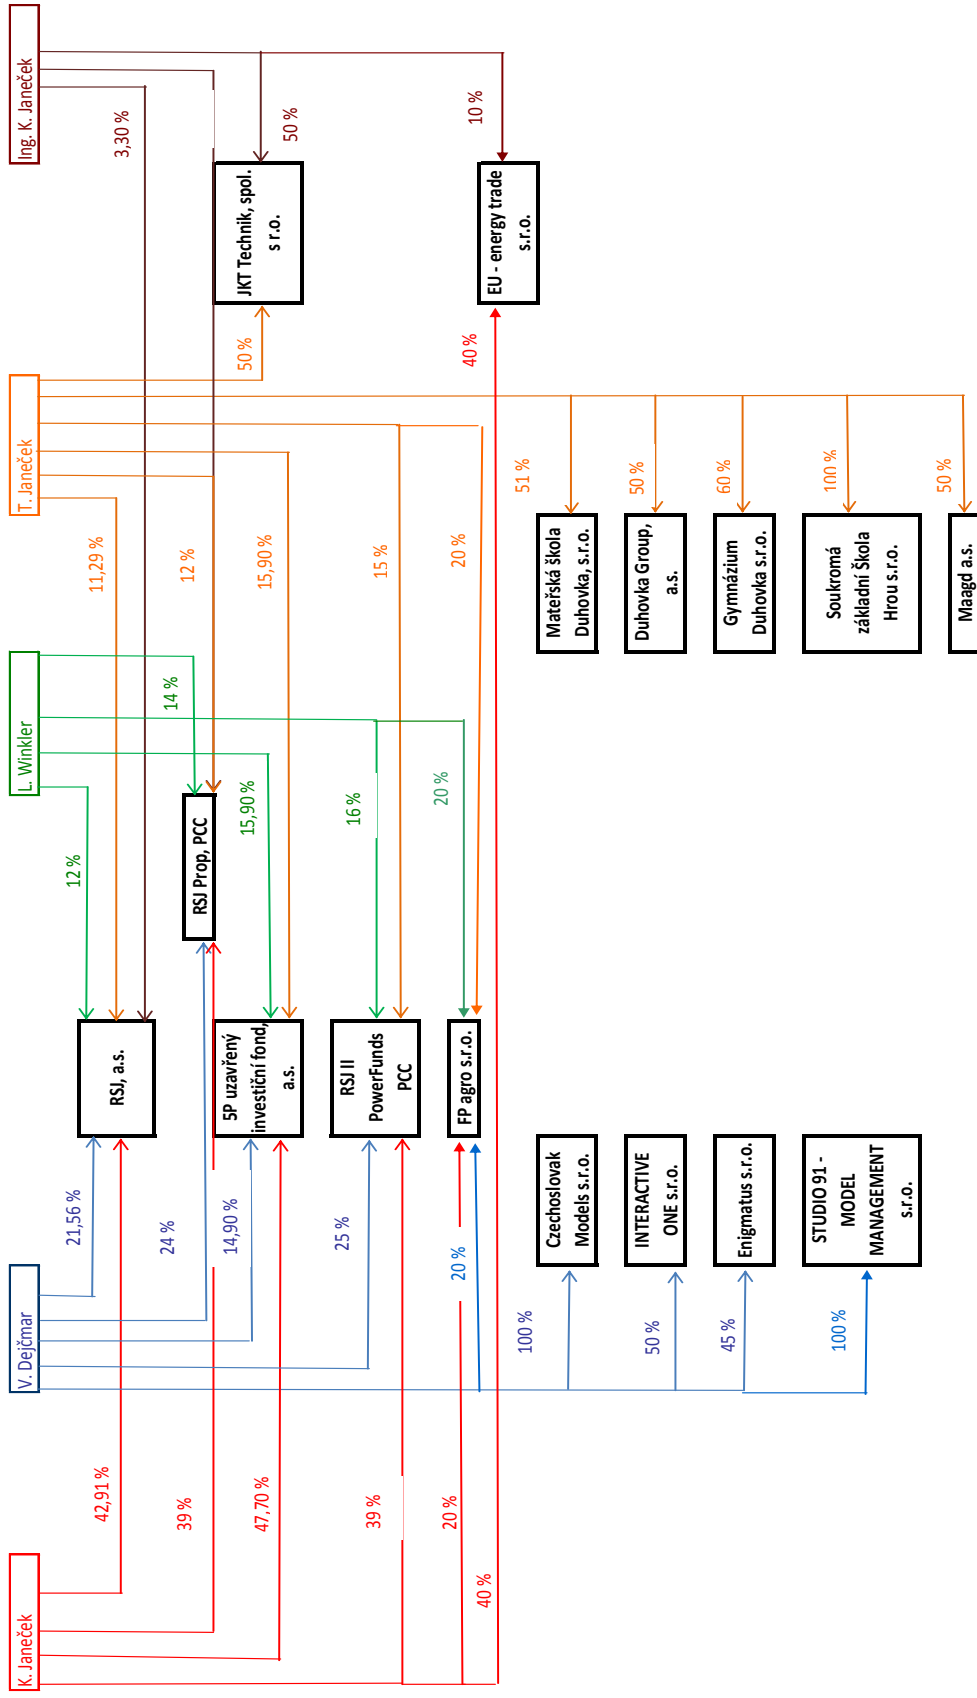 K. Janeček
V. Dejčmar
L. Winkler
T. Janeček
Ing. K. Janeček
42,91 %
21,56 %
12 %
11,29 %
3,30 %
RSJ, a.s.
39 %
24 %
14 %
12 %
RSJ Prop, PCC
50 %
50 %
JKT Technik, spol.
s r.o.
47,70 %
14,90 %
15,90 %
15,90 %
5P uzavřený
investiční fond,
a.s.
39 %
25 %
16 %
15 %
RSJ II
PowerFunds
PCC
20 %
20 %
20 %
20 %
FP agro s.r.o.
40 %
40 %
10 %
EU - energy trade
s.r.o.
100 %
Czechoslovak
Models s.r.o.
51 %
Mateřská škola
Duhovka, s.r.o.
50 %
INTERACTIVE
ONE s.r.o.
50 %
Duhovka Group,
a.s.
45 %
Enigmatus s.r.o.
60 %
Gymnázium
Duhovka s.r.o.
100 %
STUDIO 91 -
MODEL
MANAGEMENT
s.r.o.
100 %
Soukromá
základní Škola
Hrou s.r.o.
50 %
Maagd a.s.